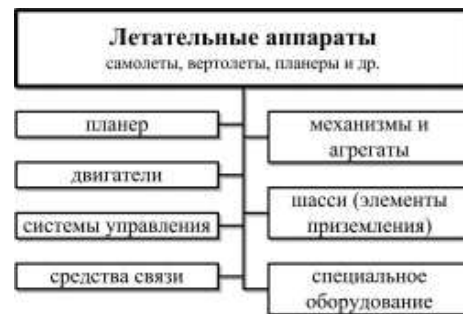 Летательные аппараты
самолеты, вертолеты, планеры и др.
планер
двигатели
системы управления
средства связи
механизмы и
агрегаты
шасси (элементы
приземления)
специальное
оборудование